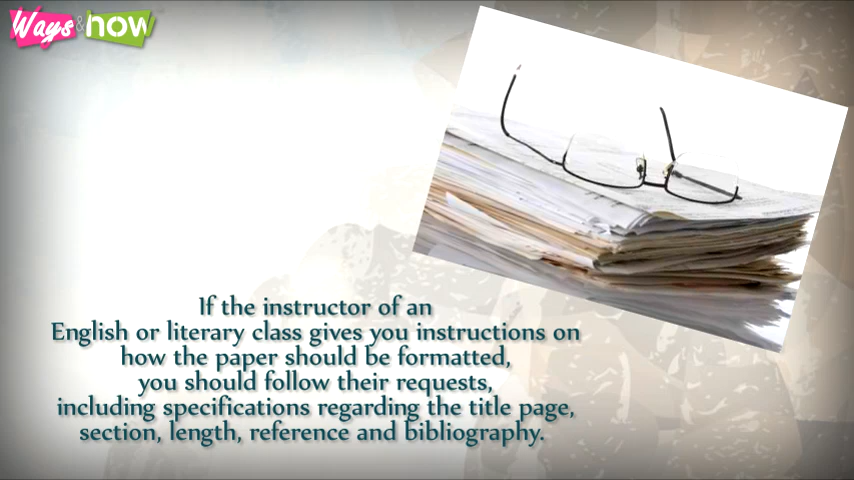 Ways & now
If the instructor of an
English or literary class gives you instructions on
how the paper should be formatted,
you should follow their requests,
including specifications regarding the title page,
section, length, reference and bibliography.